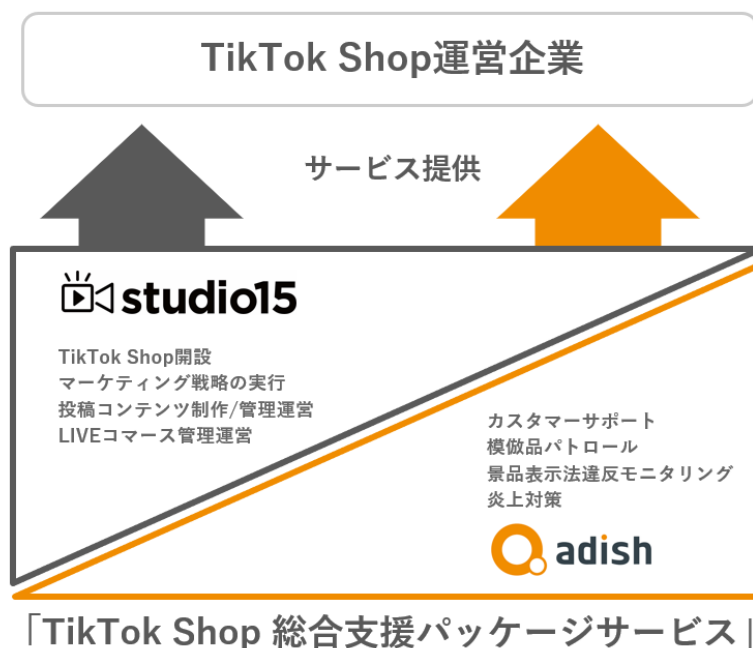 TikTok Shop運営企業
サービス提供
studio15
TikTok Shop開設
マーケティング戦略の実行
投稿コンテンツ制作/管理運営
LIVEコマース管理運営
カスタマーサポート
模倣品パトロール
景品表示法違反モニタリング
炎上対策
adish
「TikTok Shop 総合支援パッケージサービス」